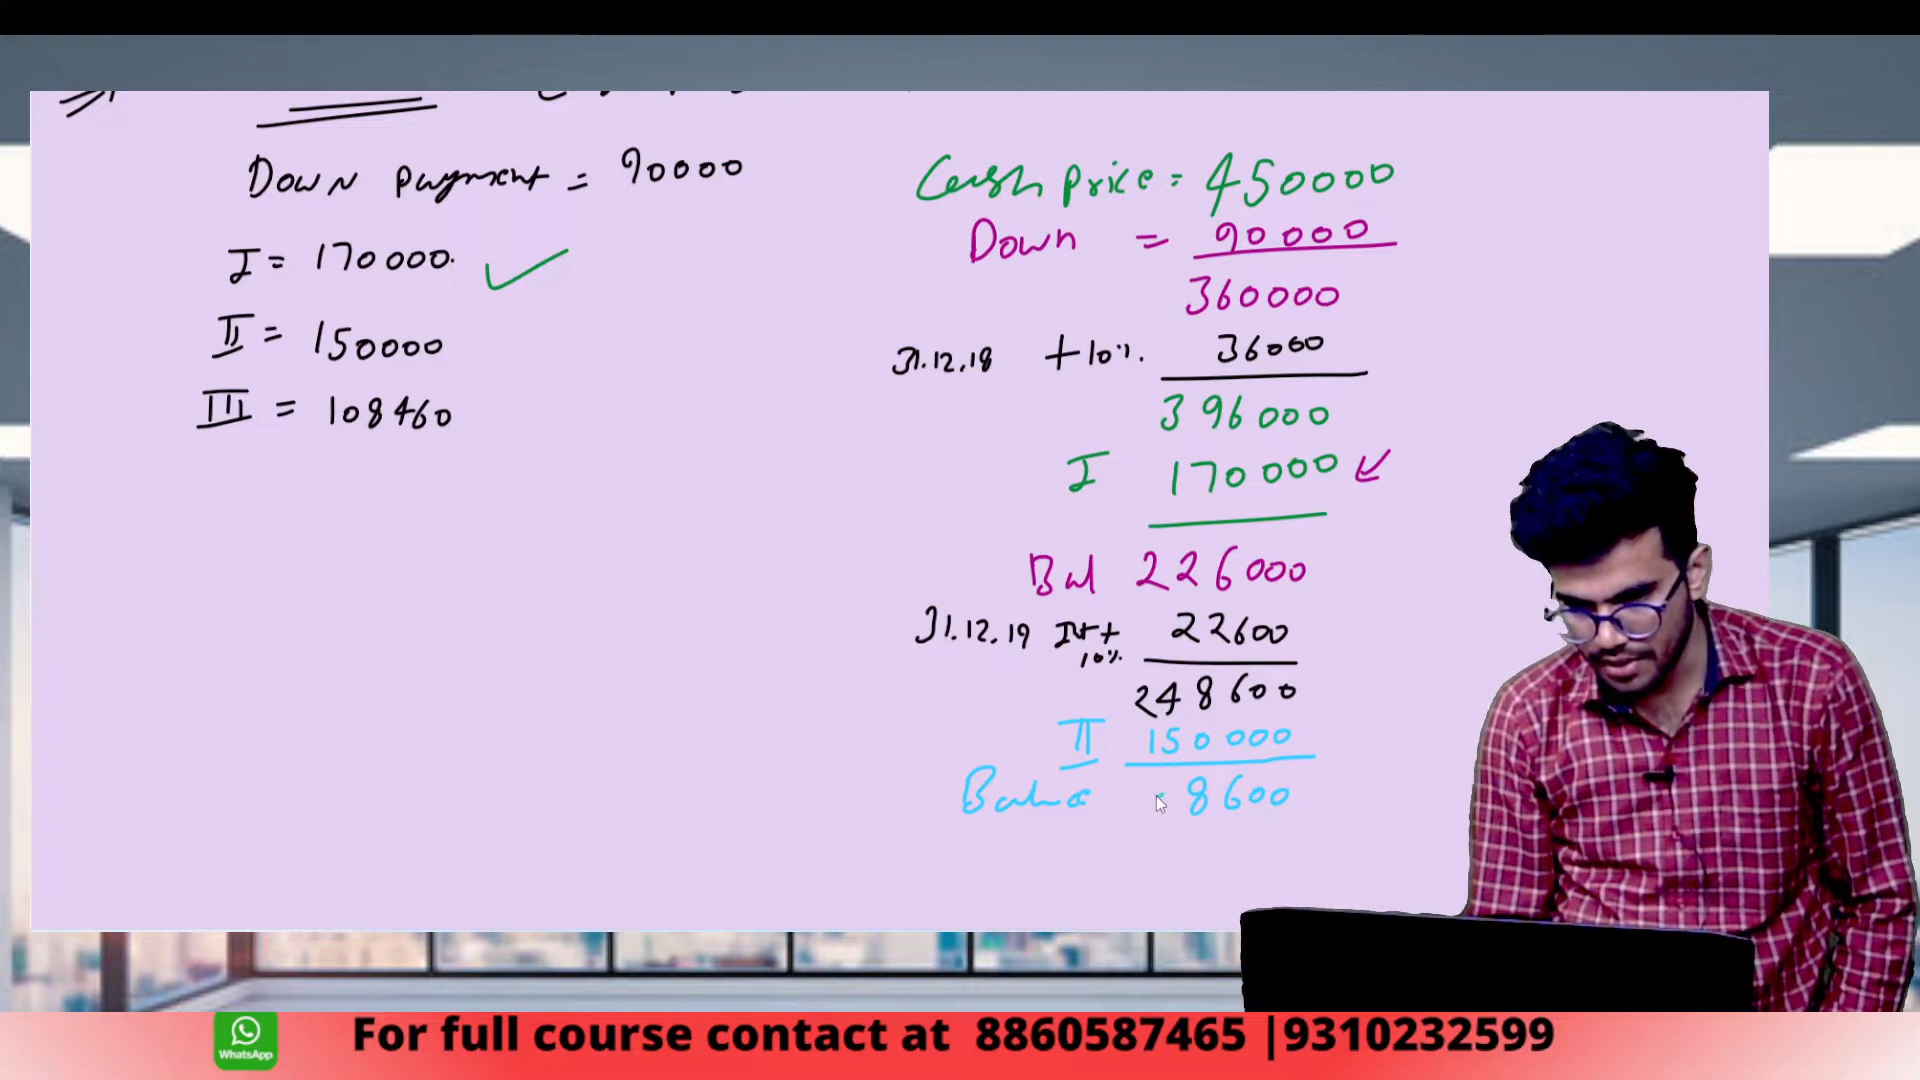 Down payment = 90000
I = 170000.
II = 150000
III = 108460
Cash price = 450000
Down = 90000
360000
31.12.18 +10%. 36000
396000
I 170000
Bal 226000
31.12.19 Int + 10%. 22600
248600
II 150000
8600
WhatsApp
For full course contact at 8860587465 |9310232599